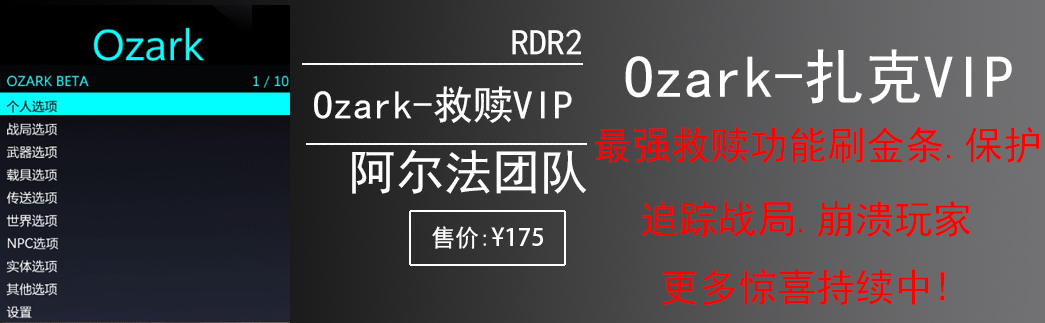 Ozark
OZARK BETA 1 / 10
个人选项
战局选项
武器选项
载具选项
传送选项
世界选项
NPC选项
实体选项
其他选项
设置
RDR2
Ozark-救赎VIP
阿尔法团队
售价:¥175
Ozark-扎克VIP
最强救赎功能刷金条.保护
追踪战局.崩溃玩家
更多惊喜持续中!